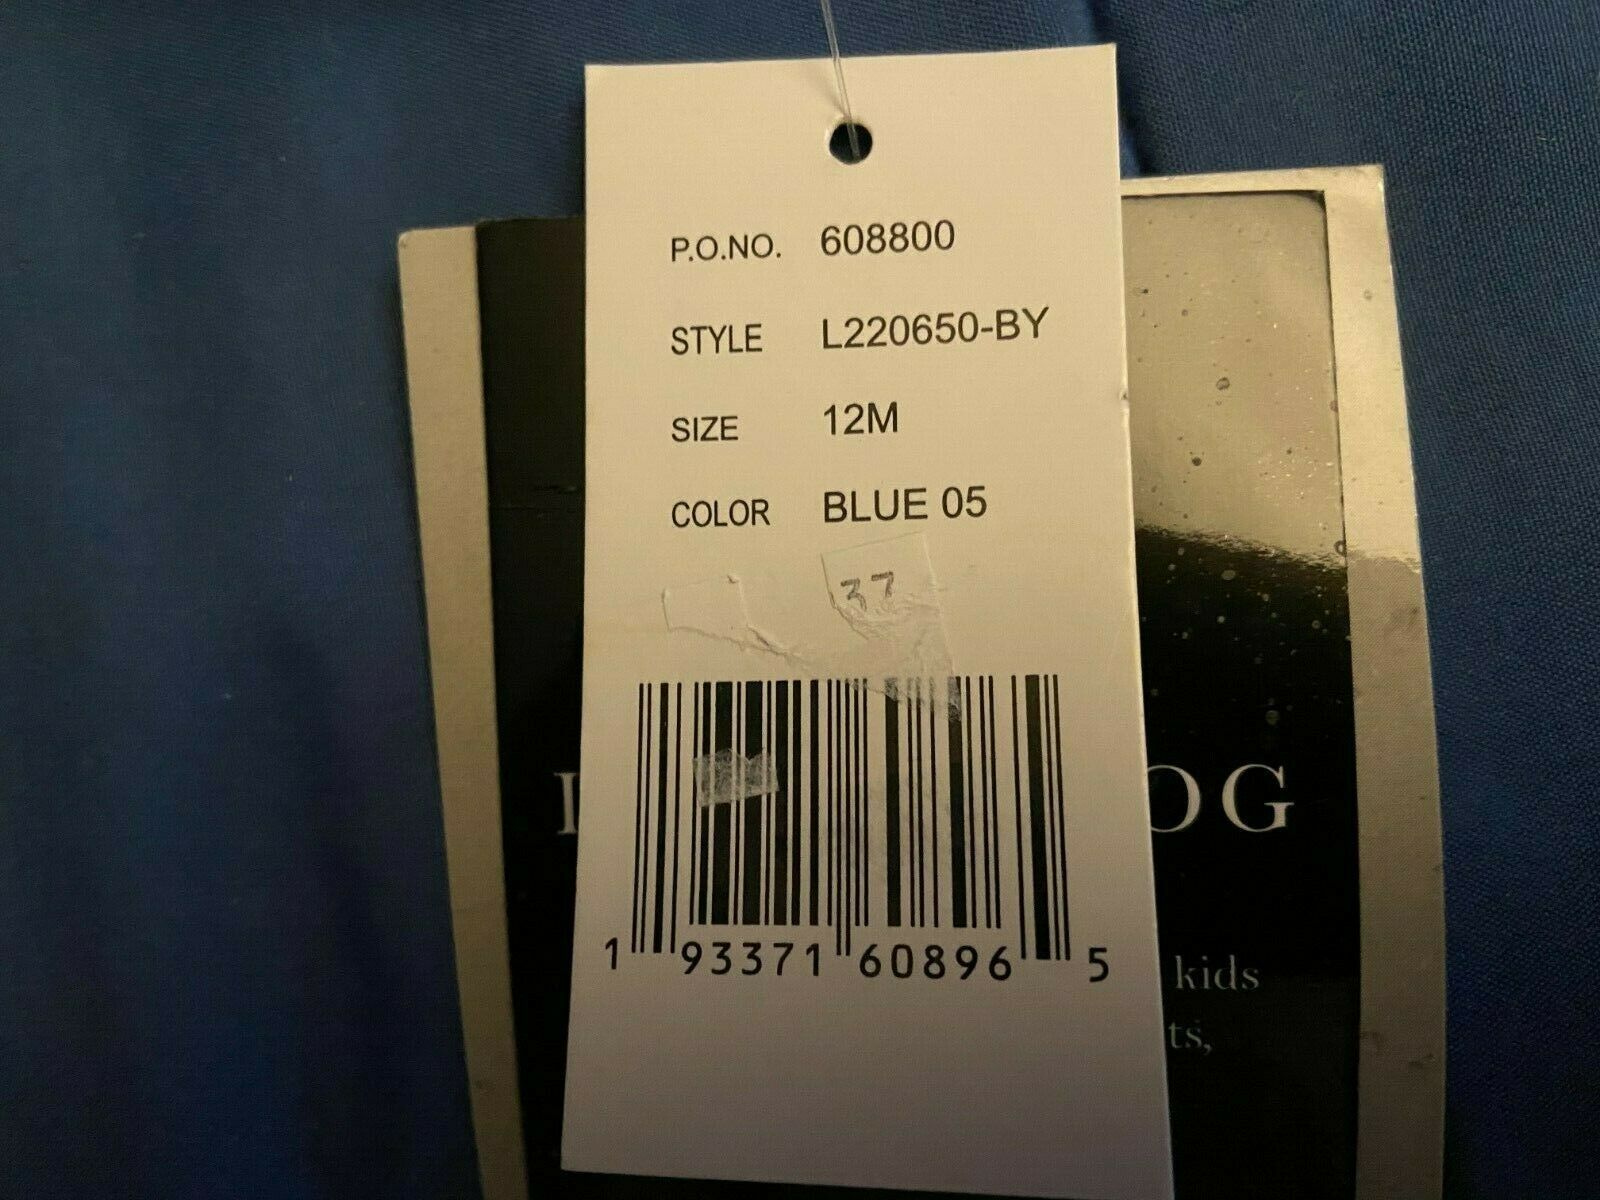 P.O.NO. 608800
STYLE L220650-BY
SIZE 12M
COLOR BLUE 05
37
OG
1 93371 60896 5
kids
ts,